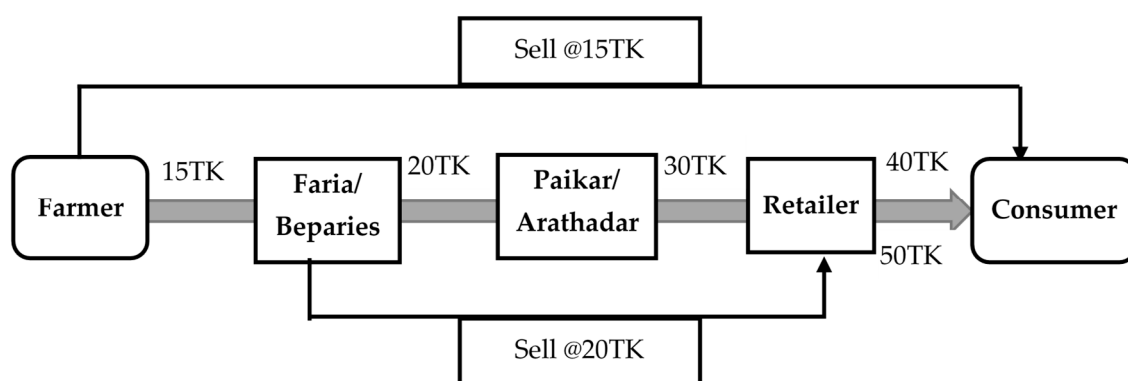 Sell @15TK
15TK
20TK
30TK
40TK
Farmer
Faria/
Beparies
Paikar/
Arathadar
Retailer
Consumer
50TK
Sell @20TK